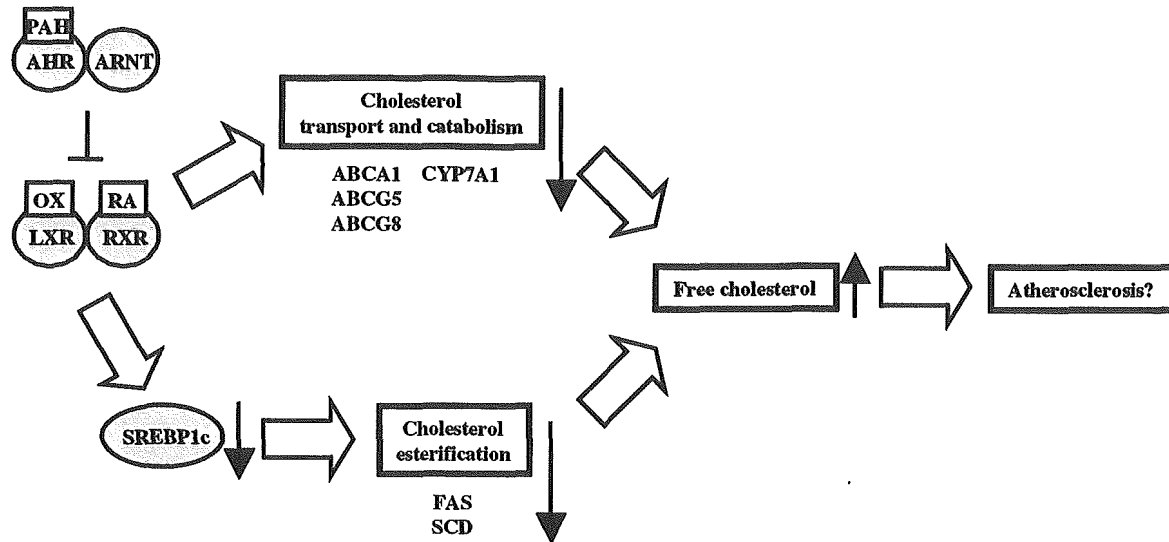 PAH
AHR ARNT
Cholesterol
transport and catabolism
ABCA1 CYP7A1
ABCG5
ABCG8
OX RA
LXR RXR
Free cholesterol
Atherosclerosis?
SREBP1c
Cholesterol
esterification
FAS
SCD